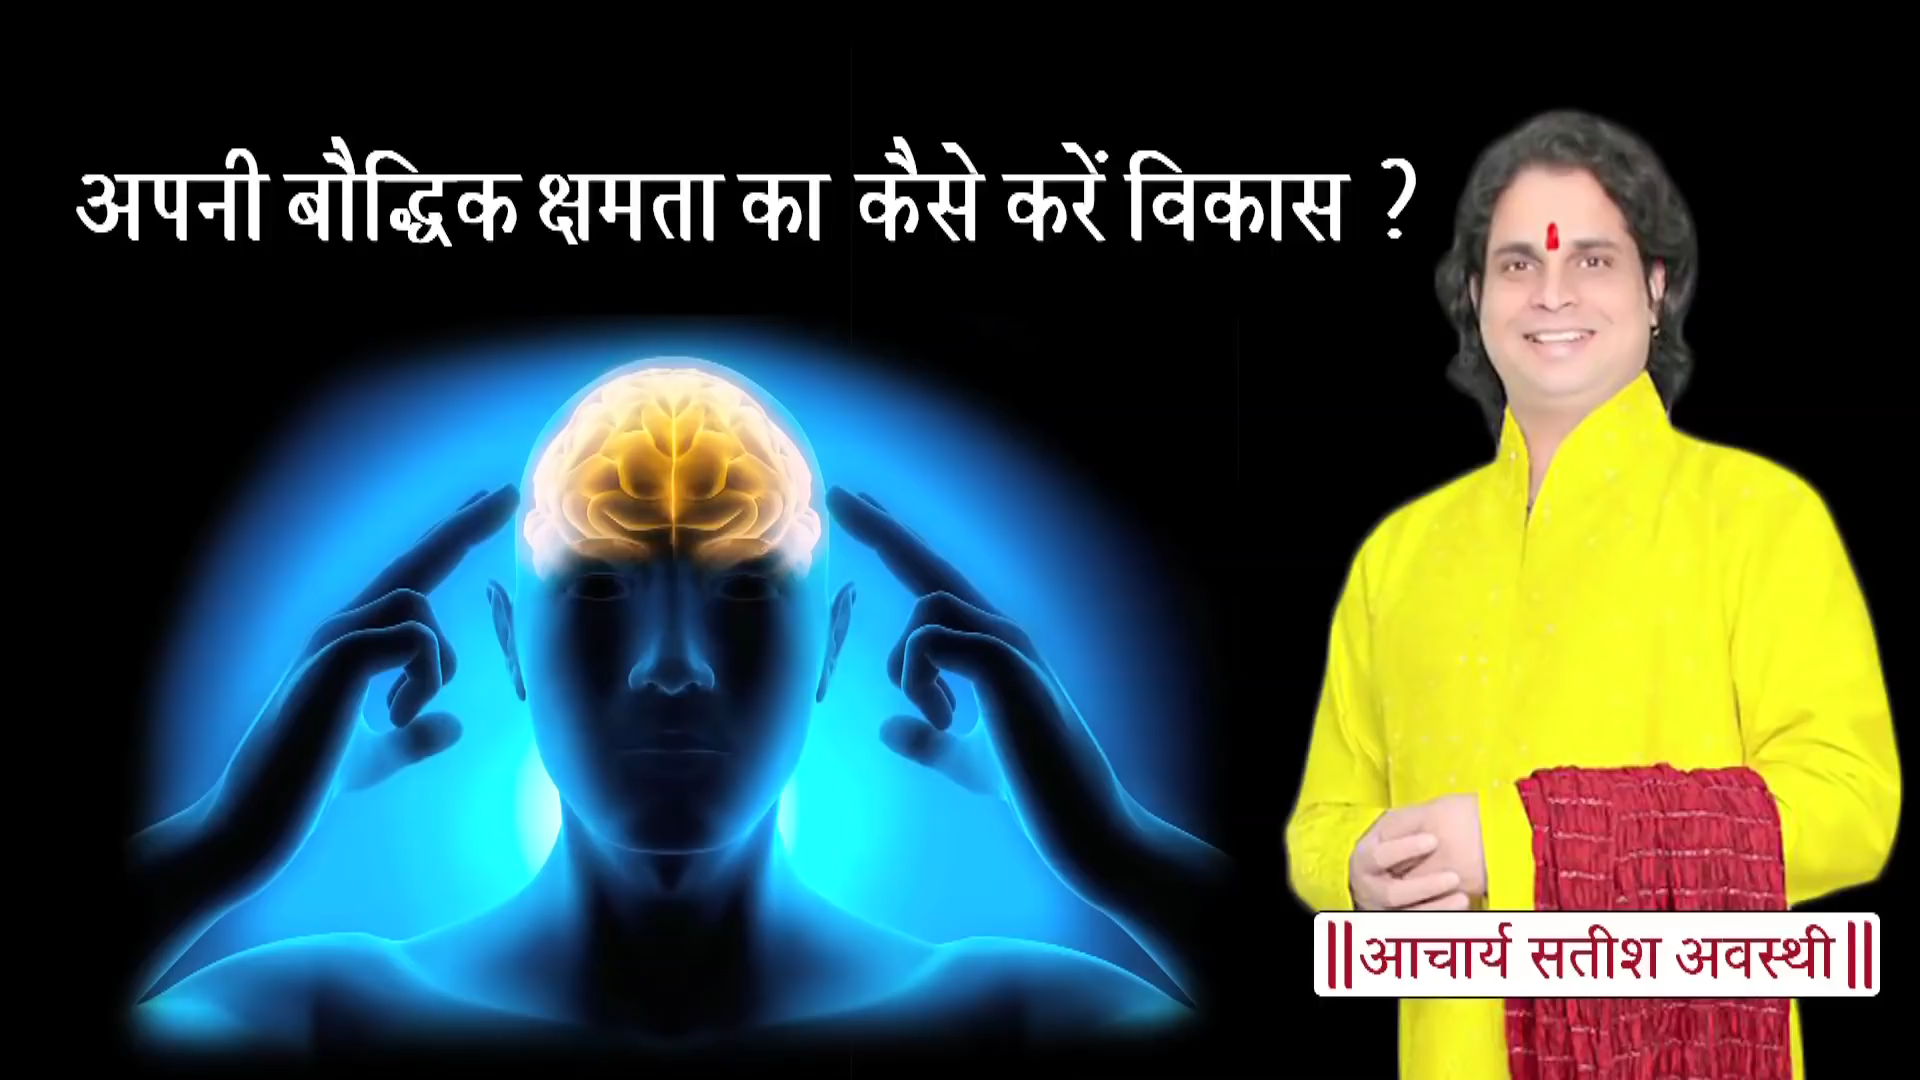 अपनी बौद्धिक क्षमता का कैसे करें विकास ?
||आचार्य सतीश अवस्थी||